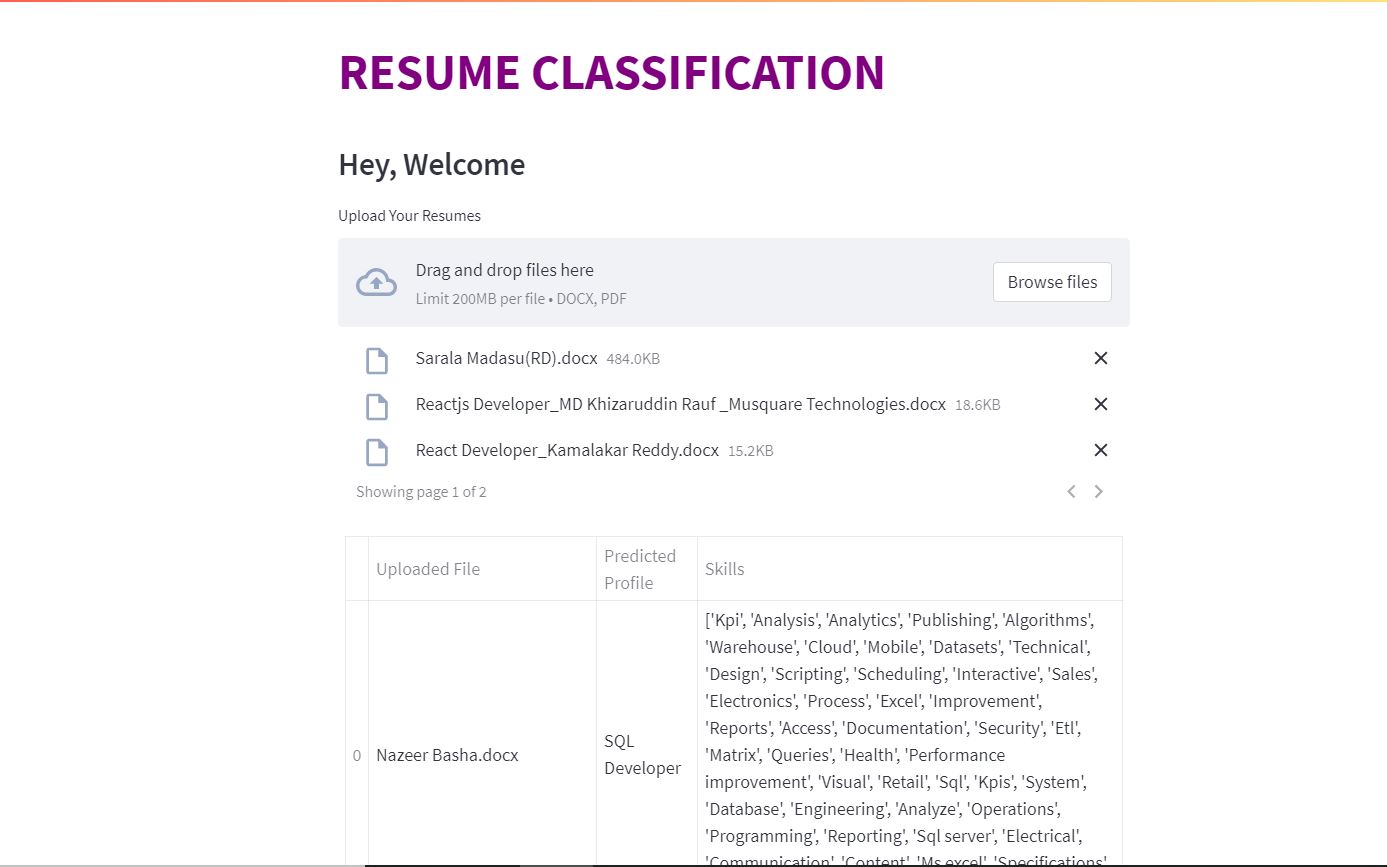 RESUME CLASSIFICATION
Hey, Welcome
Upload Your Resumes
Drag and drop files here
Limit 200MB per file • DOCX, PDF
Browse files
Sarala Madasu(RD).docx 484.0KB
Reactjs Developer_MD Khizaruddin Rauf _Musquare Technologies.docx 18.6KB
React Developer_Kamalakar Reddy.docx 15.2KB
Showing page 1 of 2
Uploaded File
Predicted
Profile
Skills
0
Nazeer Basha.docx
SQL
Developer
['Kpi', 'Analysis', 'Analytics', 'Publishing', 'Algorithms',
'Warehouse', 'Cloud', 'Mobile', 'Datasets', 'Technical',
'Design', 'Scripting', 'Scheduling', 'Interactive', 'Sales',
'Electronics', 'Process', 'Excel', 'Improvement',
'Reports', 'Access', 'Documentation', 'Security', 'Etl',
'Matrix', 'Queries', 'Health', 'Performance
improvement', 'Visual', 'Retail', 'Sql', 'Kpis', 'System',
'Database', 'Engineering', 'Analyze', 'Operations',
'Programming', 'Reporting', 'Sql server', 'Electrical',
'Communication', 'Content', 'Ms excel', 'Specifications'